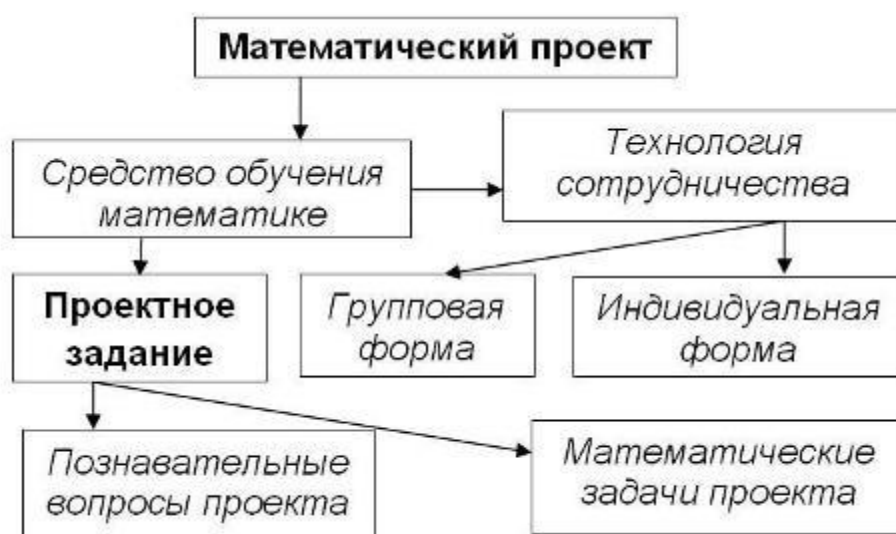 Математический проект
Средство обучения
математике
Технология
сотрудничества
Проектное
задание
Групповая
форма
Индивидуальная
форма
Познавательные
вопросы проекта
Математические
задачи проекта